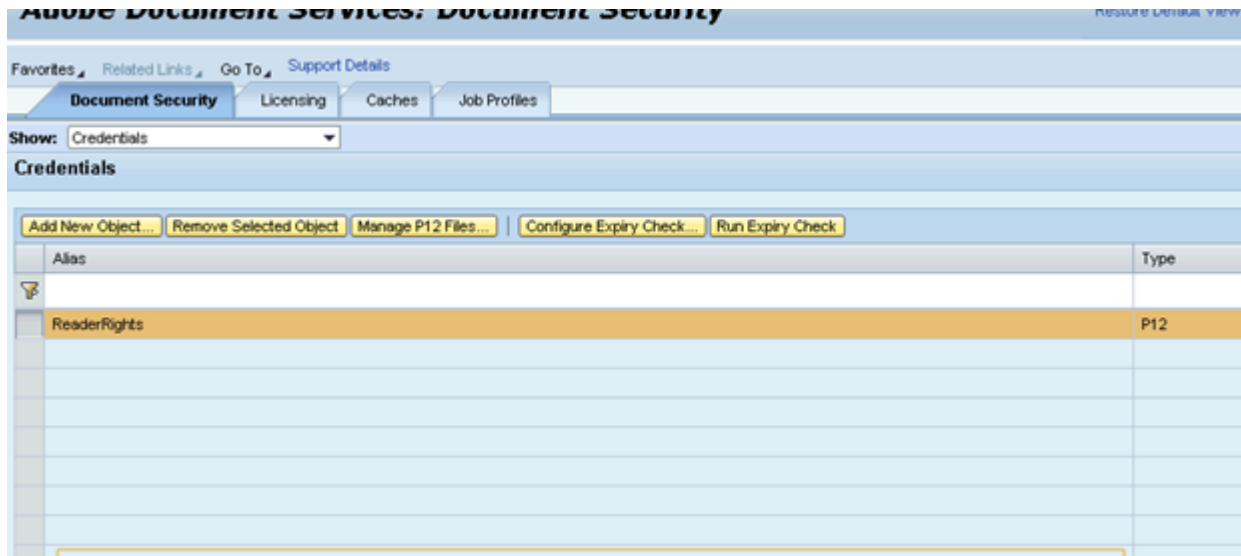 Adobe Document Services: Document Security
Restore Default View
Favorites Related Links Go To Support Details
Document Security Licensing Caches Job Profiles
Show: Credentials
Credentials
Add New Object... Remove Selected Object Manage P12 Files... Configure Expiry Check... Run Expiry Check
Alias Type
ReaderRights P12